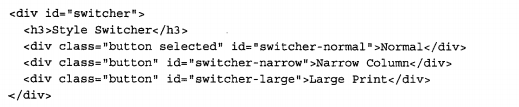 <div id="switcher">
<h3>Style Switcher</h3>
<div class="button selected" id="switcher-normal">Normal</div>
<div class="button" id="switcher-narrow">Narrow Column</div>
<div class="button" id="switcher-large">Large Print</div>
</div>